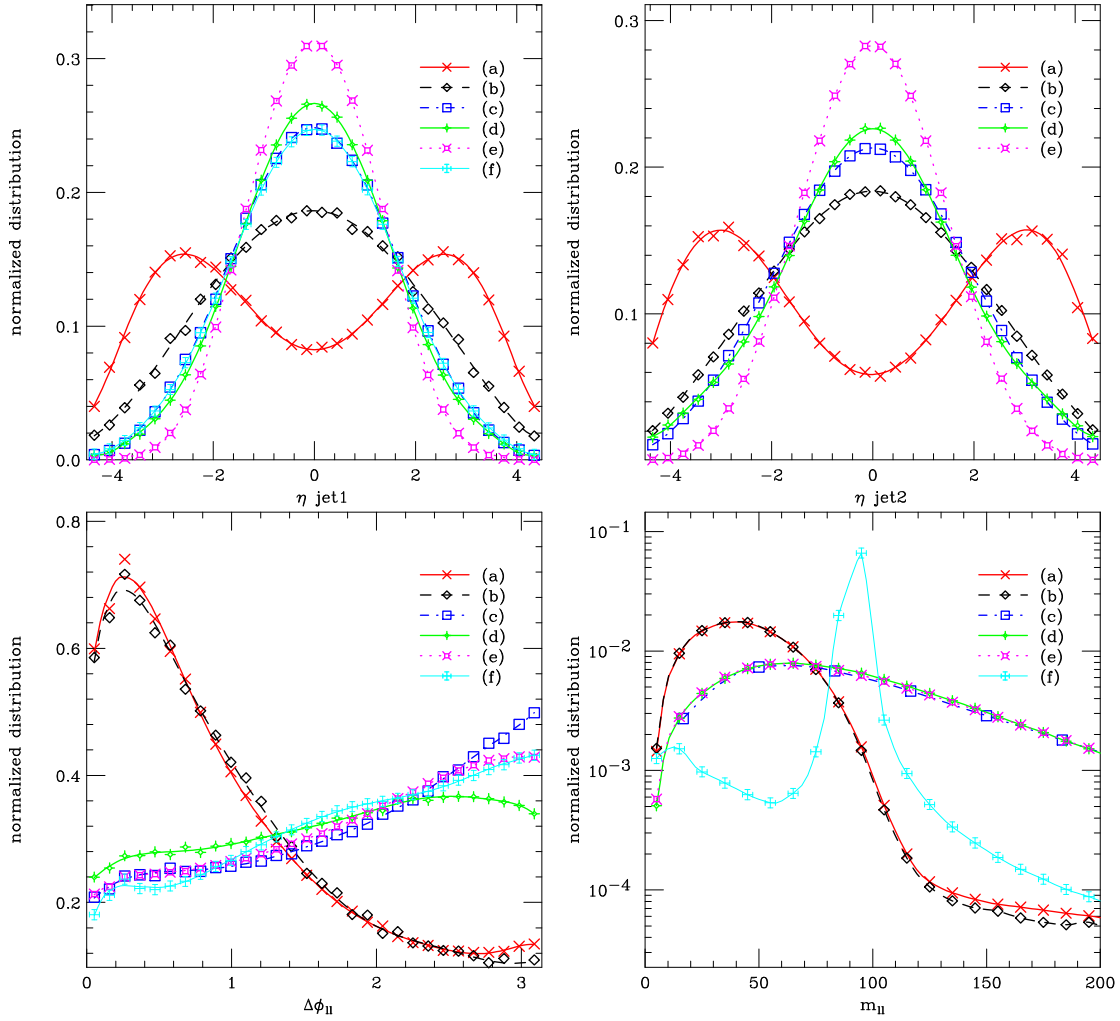 normalized distribution
0.3
0.2
0.1
0.0
(a)
(b)
(c)
(d)
(e)
(f)
−4 −2 0 2 4
η jet1
normalized distribution
0.3
0.2
0.1
0.0
(a)
(b)
(c)
(d)
(e)
−4 −2 0 2 4
η jet2
normalized distribution
0.8
0.6
0.4
0.2
(a)
(b)
(c)
(d)
(e)
(f)
0 1 2 3
Δϕll
normalized distribution
10−1
10−2
10−3
10−4
(a)
(b)
(c)
(d)
(e)
(f)
0 50 100 150 200
mll